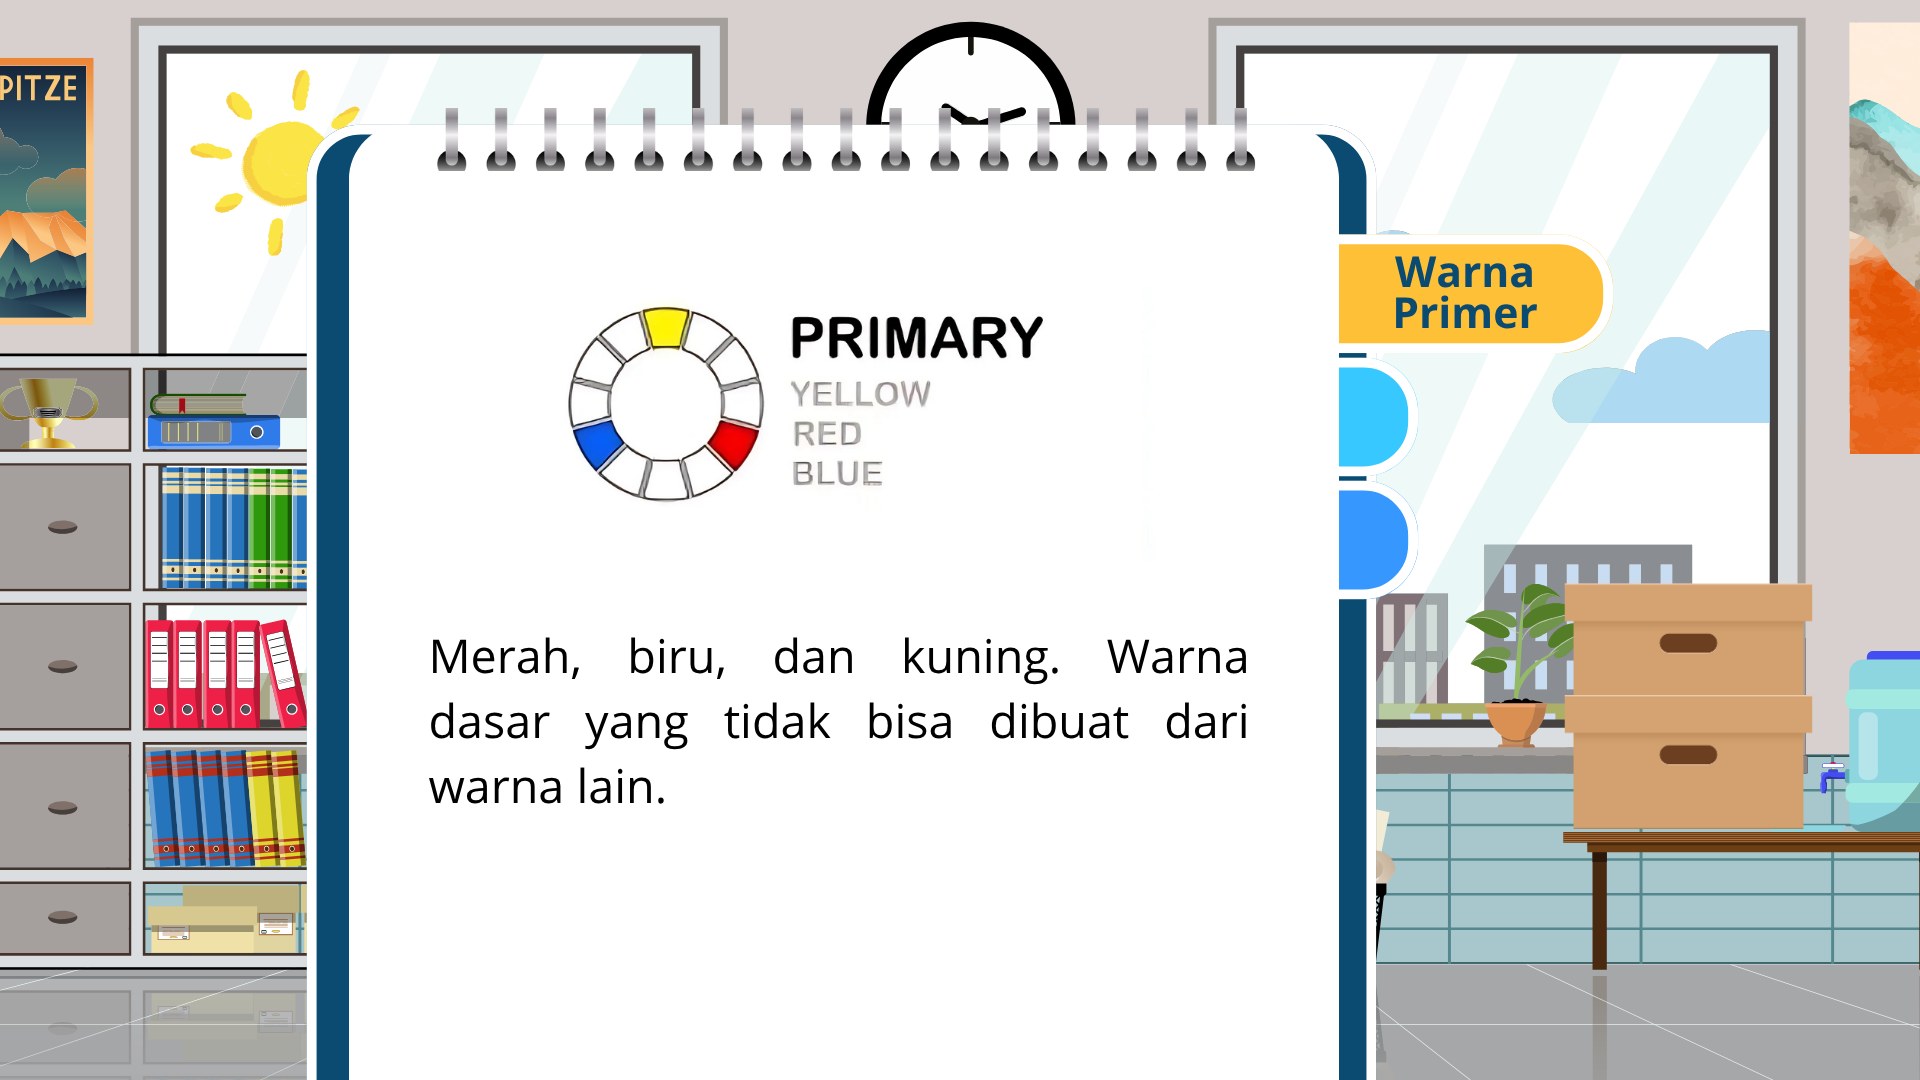 PITZE
Warna
Primer
PRIMARY
YELLOW
RED
BLUE
Merah, biru, dan kuning. Warna
dasar yang tidak bisa dibuat dari
warna lain.